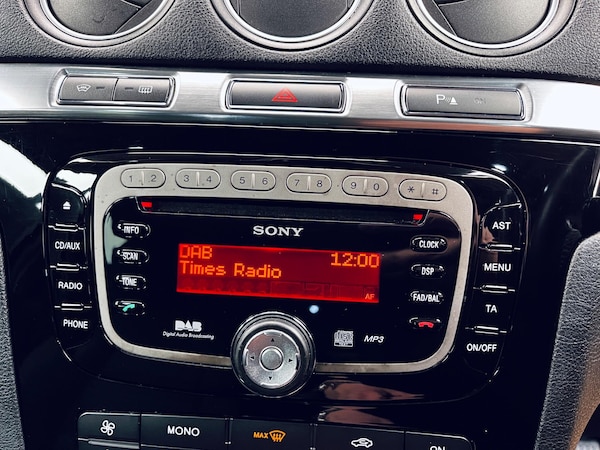 P
1 2 3 4 5 6 7 8 9 0 * #
SONY
INFO
CLOCK
AST
CD/AUX
SCAN
DAB 12:00
Times Radio
AF
DSP
MENU
RADIO
TONE
FAD/BAL
TA
PHONE
DAB
Digital Audio Broadcasting
MP3
ON/OFF
MONO
MAX
ON